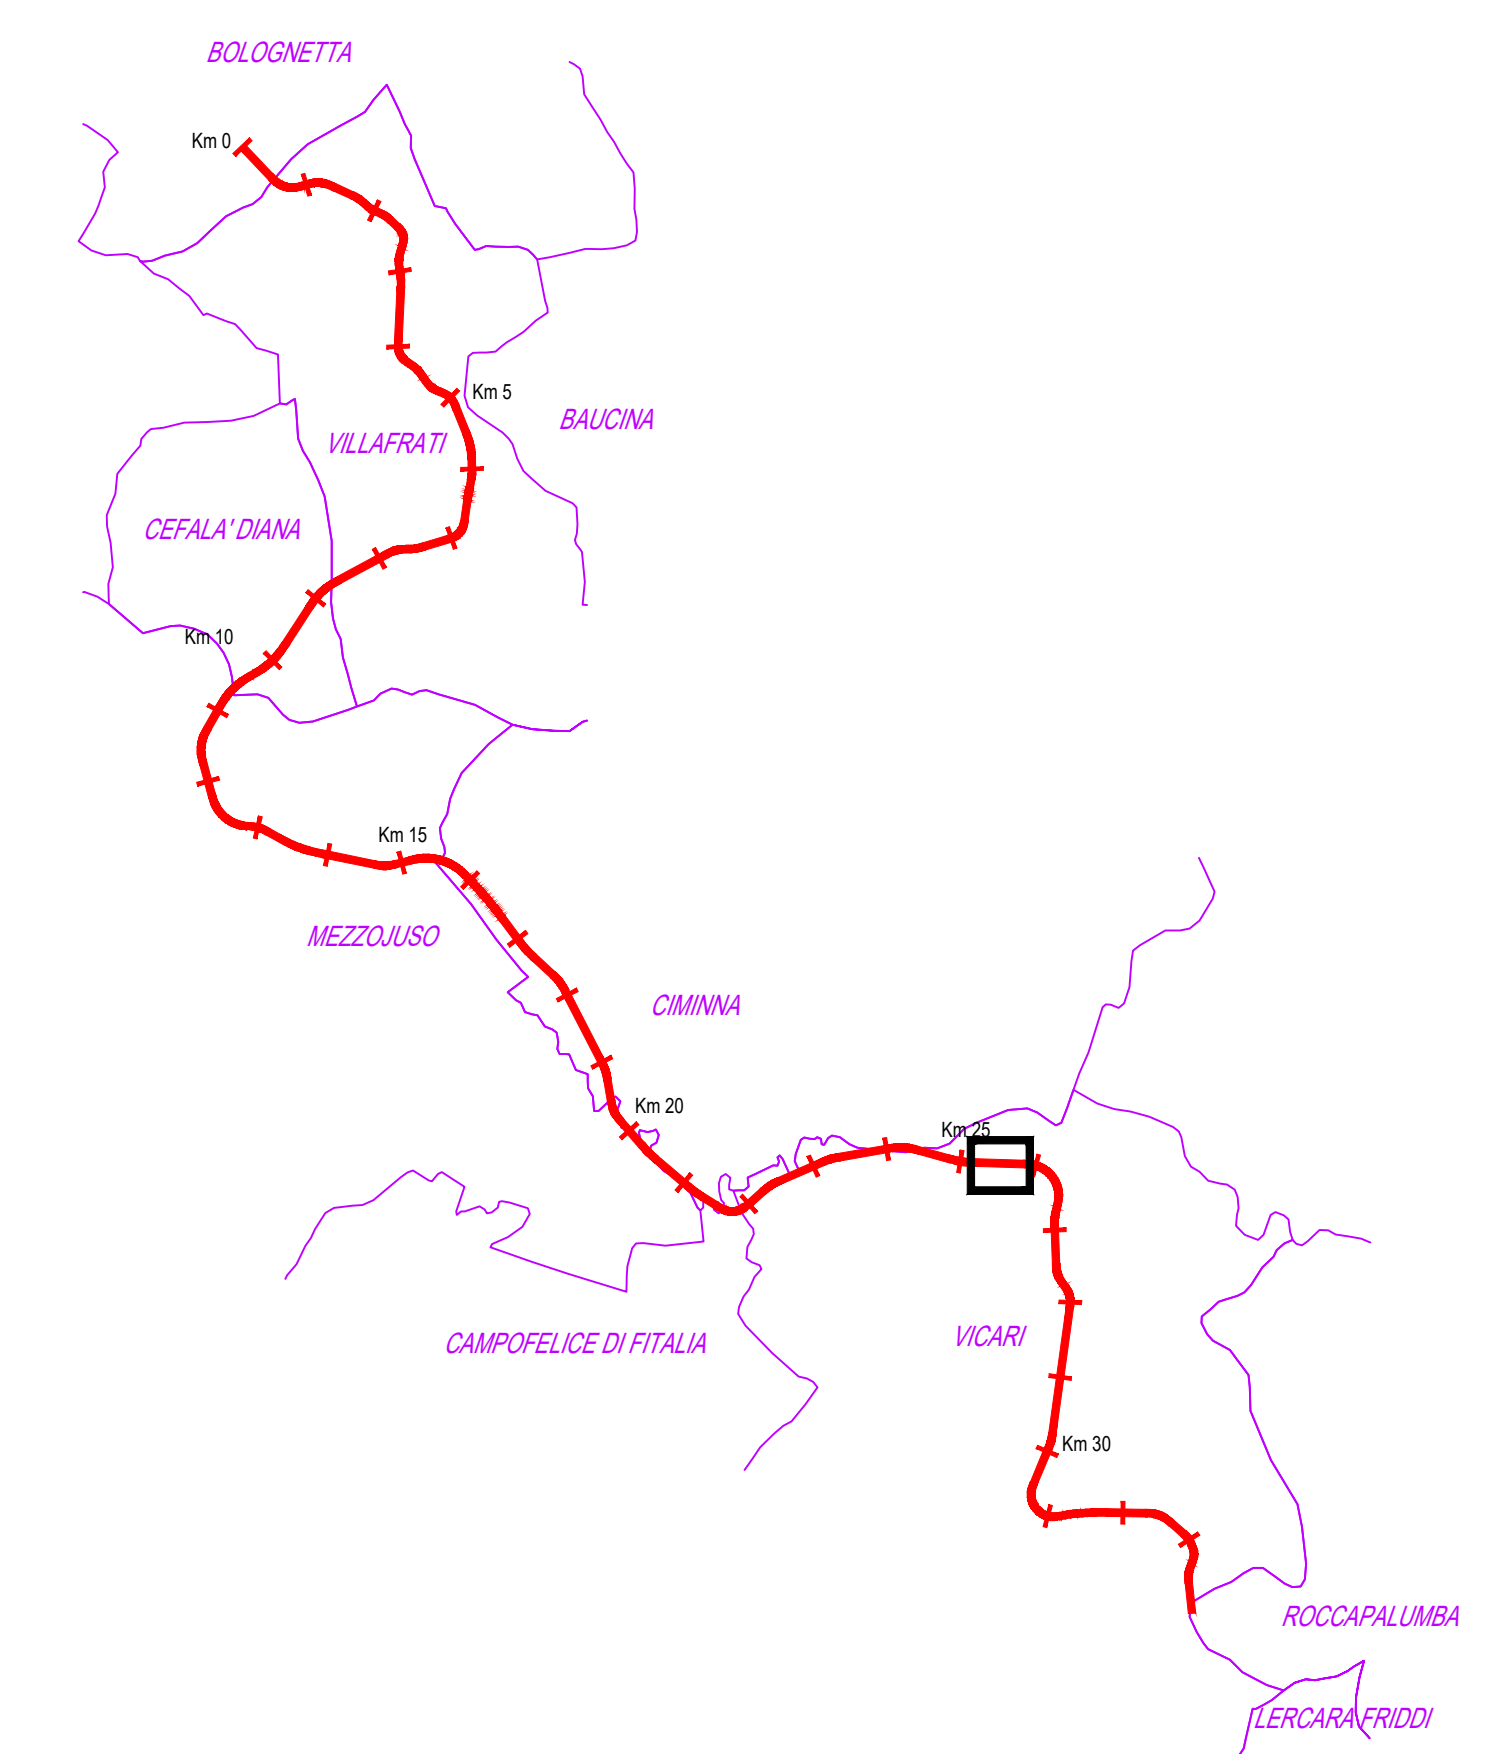 BOLOGNETTA
Km 0
Km 5
BAUCINA
VILLAFRATI
CEFALA' DIANA
Km 10
Km 15
MEZZOJUSO
CIMINNA
Km 20
Km 25
VICARI
CAMPOFELICE DI FITALIA
Km 30
ROCCAPALUMBA
LERCARA FRIDDI